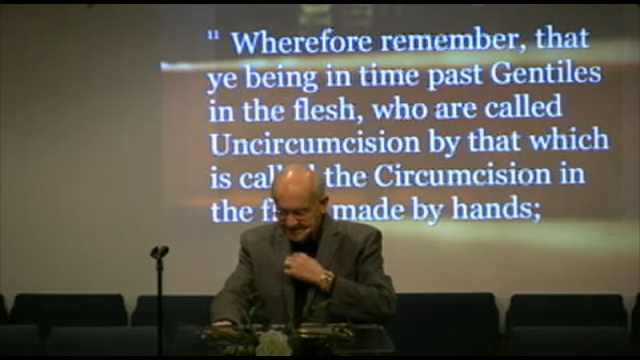 11 Wherefore remember, that
ye being in time past Gentiles
in the flesh, who are called
Uncircumcision by that which
is the Circumcision in
the made by hands;